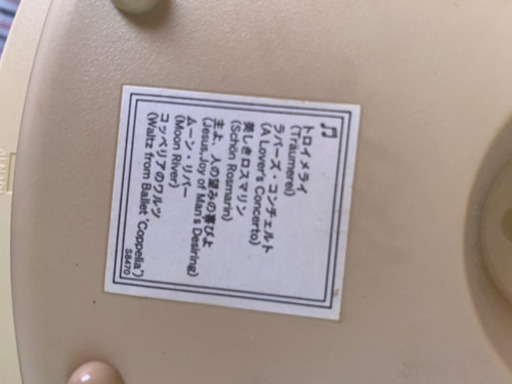 ♫
トロイメライ
(Träumerei)
ラバーズ・コンチェルト
(A Lover's Concerto)
美しきロスマリン
(Schön Rosmarin)
主よ、人の望みの喜びよ
(Jesus,Joy of Man's Desiring)
ムーン・リバー
(Moon River)
コッペリアのワルツ
(Waltz from Ballet 'Coppelia')
S8470